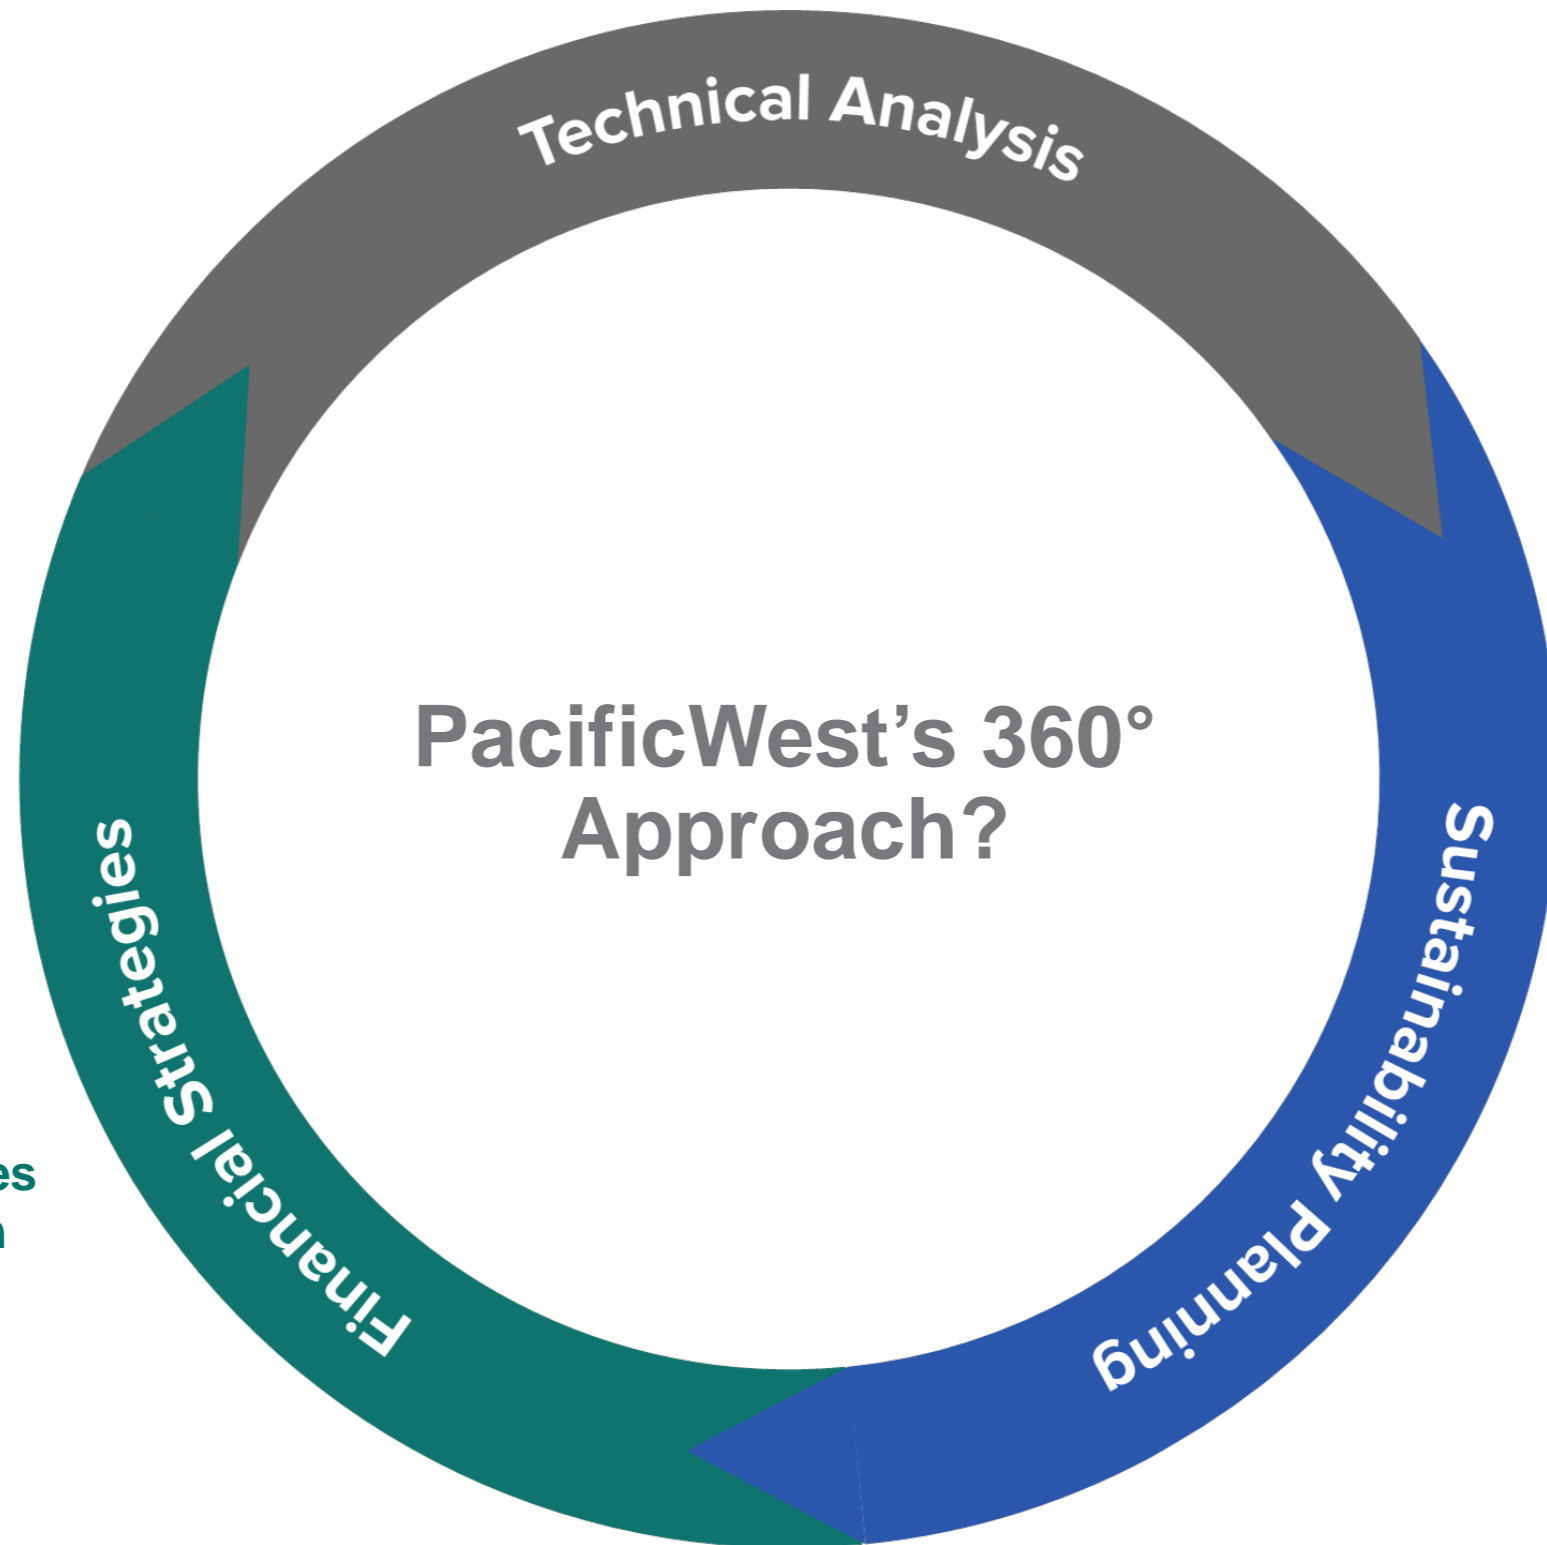 Technical Analysis
PacificWest’s 360°
Approach?
Sustainability Planning
Financial Strategies